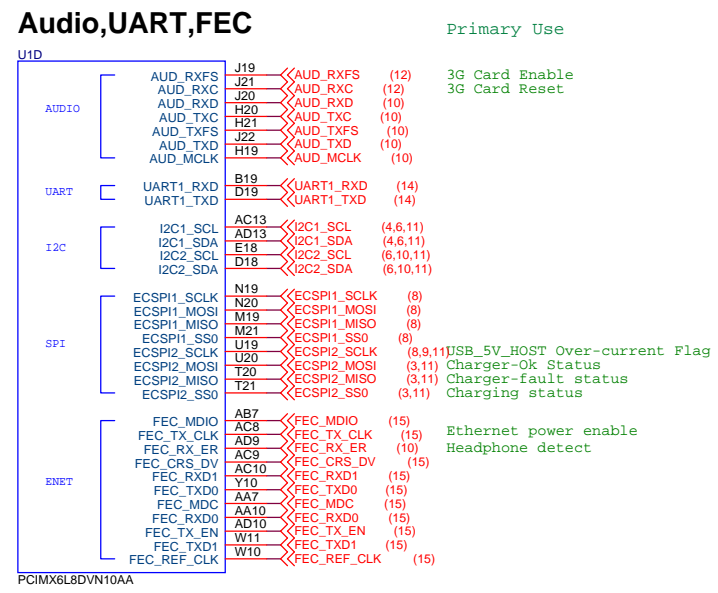 Audio,UART,FEC Primary Use
U1D
AUD_RXFS J19 AUD_RXFS (12) 3G Card Enable
AUD_RXC J21 AUD_RXC (12) 3G Card Reset
AUDIO AUD_RXD J20 AUD_RXD (10)
AUD_TXC H20 AUD_TXC (10)
AUD_TXFS H21 AUD_TXFS (10)
AUD_TXD J22 AUD_TXD (10)
AUD_MCLK H19 AUD_MCLK (10)
UART UART1_RXD B19 UART1_RXD (14)
UART1_TXD D19 UART1_TXD (14)
I2C1_SCL AC13 I2C1_SCL (4,6,11)
I2C I2C1_SDA AD13 I2C1_SDA (4,6,11)
I2C2_SCL E18 I2C2_SCL (6,10,11)
I2C2_SDA D18 I2C2_SDA (6,10,11)
ECSPI1_SCLK N19 ECSPI1_SCLK (8)
ECSPI1_MOSI N20 ECSPI1_MOSI (8)
ECSPI1_MISO M19 ECSPI1_MISO (8)
SPI ECSPI1_SS0 M21 ECSPI1_SS0 (8)
ECSPI2_SCLK U19 ECSPI2_SCLK (8,9,11) USB_5V_HOST Over-current Flag
ECSPI2_MOSI U20 ECSPI2_MOSI (3,11) Charger-Ok Status
ECSPI2_MISO T20 ECSPI2_MISO (3,11) Charger-fault status
ECSPI2_SS0 T21 ECSPI2_SS0 (3,11) Charging status
FEC_MDIO AB7 FEC_MDIO (15)
FEC_TX_CLK AC8 FEC_TX_CLK (15) Ethernet power enable
FEC_RX_ER AD9 FEC_RX_ER (10) Headphone detect
FEC_CRS_DV AC9 FEC_CRS_DV (15)
ENET FEC_RXD1 AC10 FEC_RXD1 (15)
FEC_TXD0 Y10 FEC_TXD0 (15)
FEC_MDC AA7 FEC_MDC (15)
FEC_RXD0 AA10 FEC_RXD0 (15)
FEC_TX_EN AD10 FEC_TX_EN (15)
FEC_TXD1 W11 FEC_TXD1 (15)
FEC_REF_CLK W10 FEC_REF_CLK (15)
PCIMX6L8DVN10AA